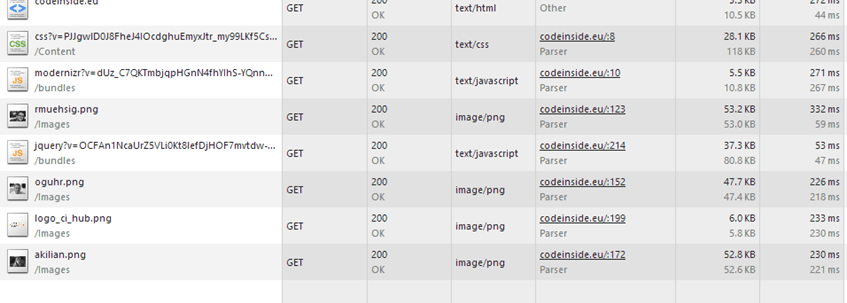 codeinside.eu GET 200 text/html Other 272 ms
OK 10.5 KB 44 ms
css?v=PJJgwID0J8FheJ4IOcdghuEmyxJtr_my99LKf5Cs... GET 200 text/css codeinside.eu/:8 28.1 KB 266 ms
/Content OK Parser 118 KB 260 ms
modernizr?v=dUz_C7QKTmbjqpHGnN4fhYlhS-YQnn... GET 200 text/javascript codeinside.eu/:10 5.5 KB 271 ms
/bundles OK Parser 10.8 KB 267 ms
rmuehsig.png GET 200 image/png codeinside.eu/:123 53.2 KB 332 ms
/Images OK Parser 53.0 KB 59 ms
jquery?v=OCFAn1NcaUrZ5VLi0Kt8IefDjHOF7mvtdw-... GET 200 text/javascript codeinside.eu/:214 37.3 KB 53 ms
/bundles OK Parser 80.8 KB 47 ms
oguhr.png GET 200 image/png codeinside.eu/:152 47.7 KB 226 ms
/Images OK Parser 47.4 KB 218 ms
logo_ci_hub.png GET 200 image/png codeinside.eu/:199 6.0 KB 233 ms
/Images OK Parser 5.8 KB 230 ms
akilian.png GET 200 image/png codeinside.eu/:172 52.8 KB 230 ms
/Images OK Parser 52.6 KB 221 ms